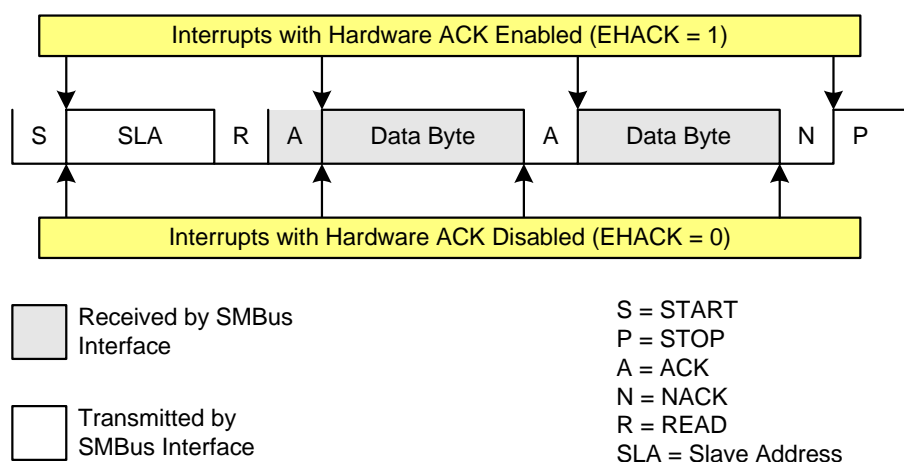 Interrupts with Hardware ACK Enabled (EHACK = 1)
S SLA R A Data Byte A Data Byte N P
Interrupts with Hardware ACK Disabled (EHACK = 0)
Received by SMBus
Interface
Transmitted by
SMBus Interface
S = START
P = STOP
A = ACK
N = NACK
R = READ
SLA = Slave Address